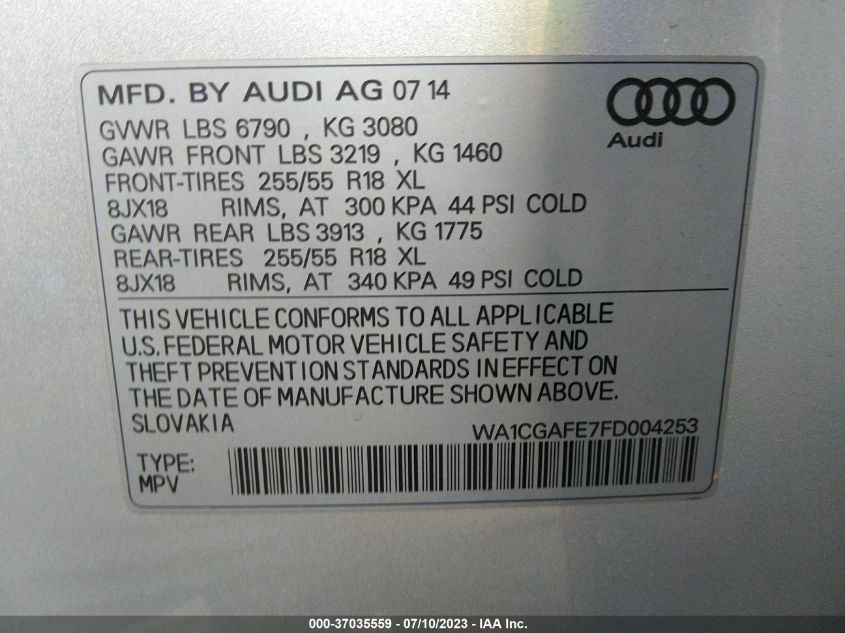 MFD. BY AUDI AG 07 14
Audi
GVWR LBS 6790 , KG 3080
GAWR FRONT LBS 3219 , KG 1460
FRONT-TIRES 255/55 R18 XL
8JX18 RIMS, AT 300 KPA 44 PSI COLD
GAWR REAR LBS 3913 , KG 1775
REAR-TIRES 255/55 R18 XL
8JX18 RIMS, AT 340 KPA 49 PSI COLD
THIS VEHICLE CONFORMS TO ALL APPLICABLE
U.S. FEDERAL MOTOR VEHICLE SAFETY AND
THEFT PREVENTION STANDARDS IN EFFECT ON
THE DATE OF MANUFACTURE SHOWN ABOVE.
SLOVAKIA
WA1CGAFE7FD004253
TYPE:
MPV
000-37035559 - 07/10/2023 - IAA Inc.